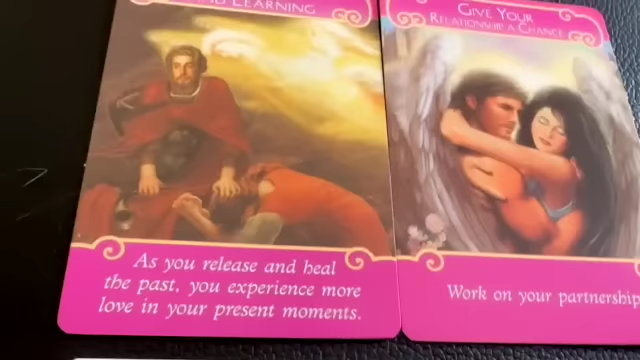 LEARNING
As you release and heal
the past, you experience more
love in your present moments.
GIVE YOUR
RELATIONSHIP A CHANCE
Work on your partnership